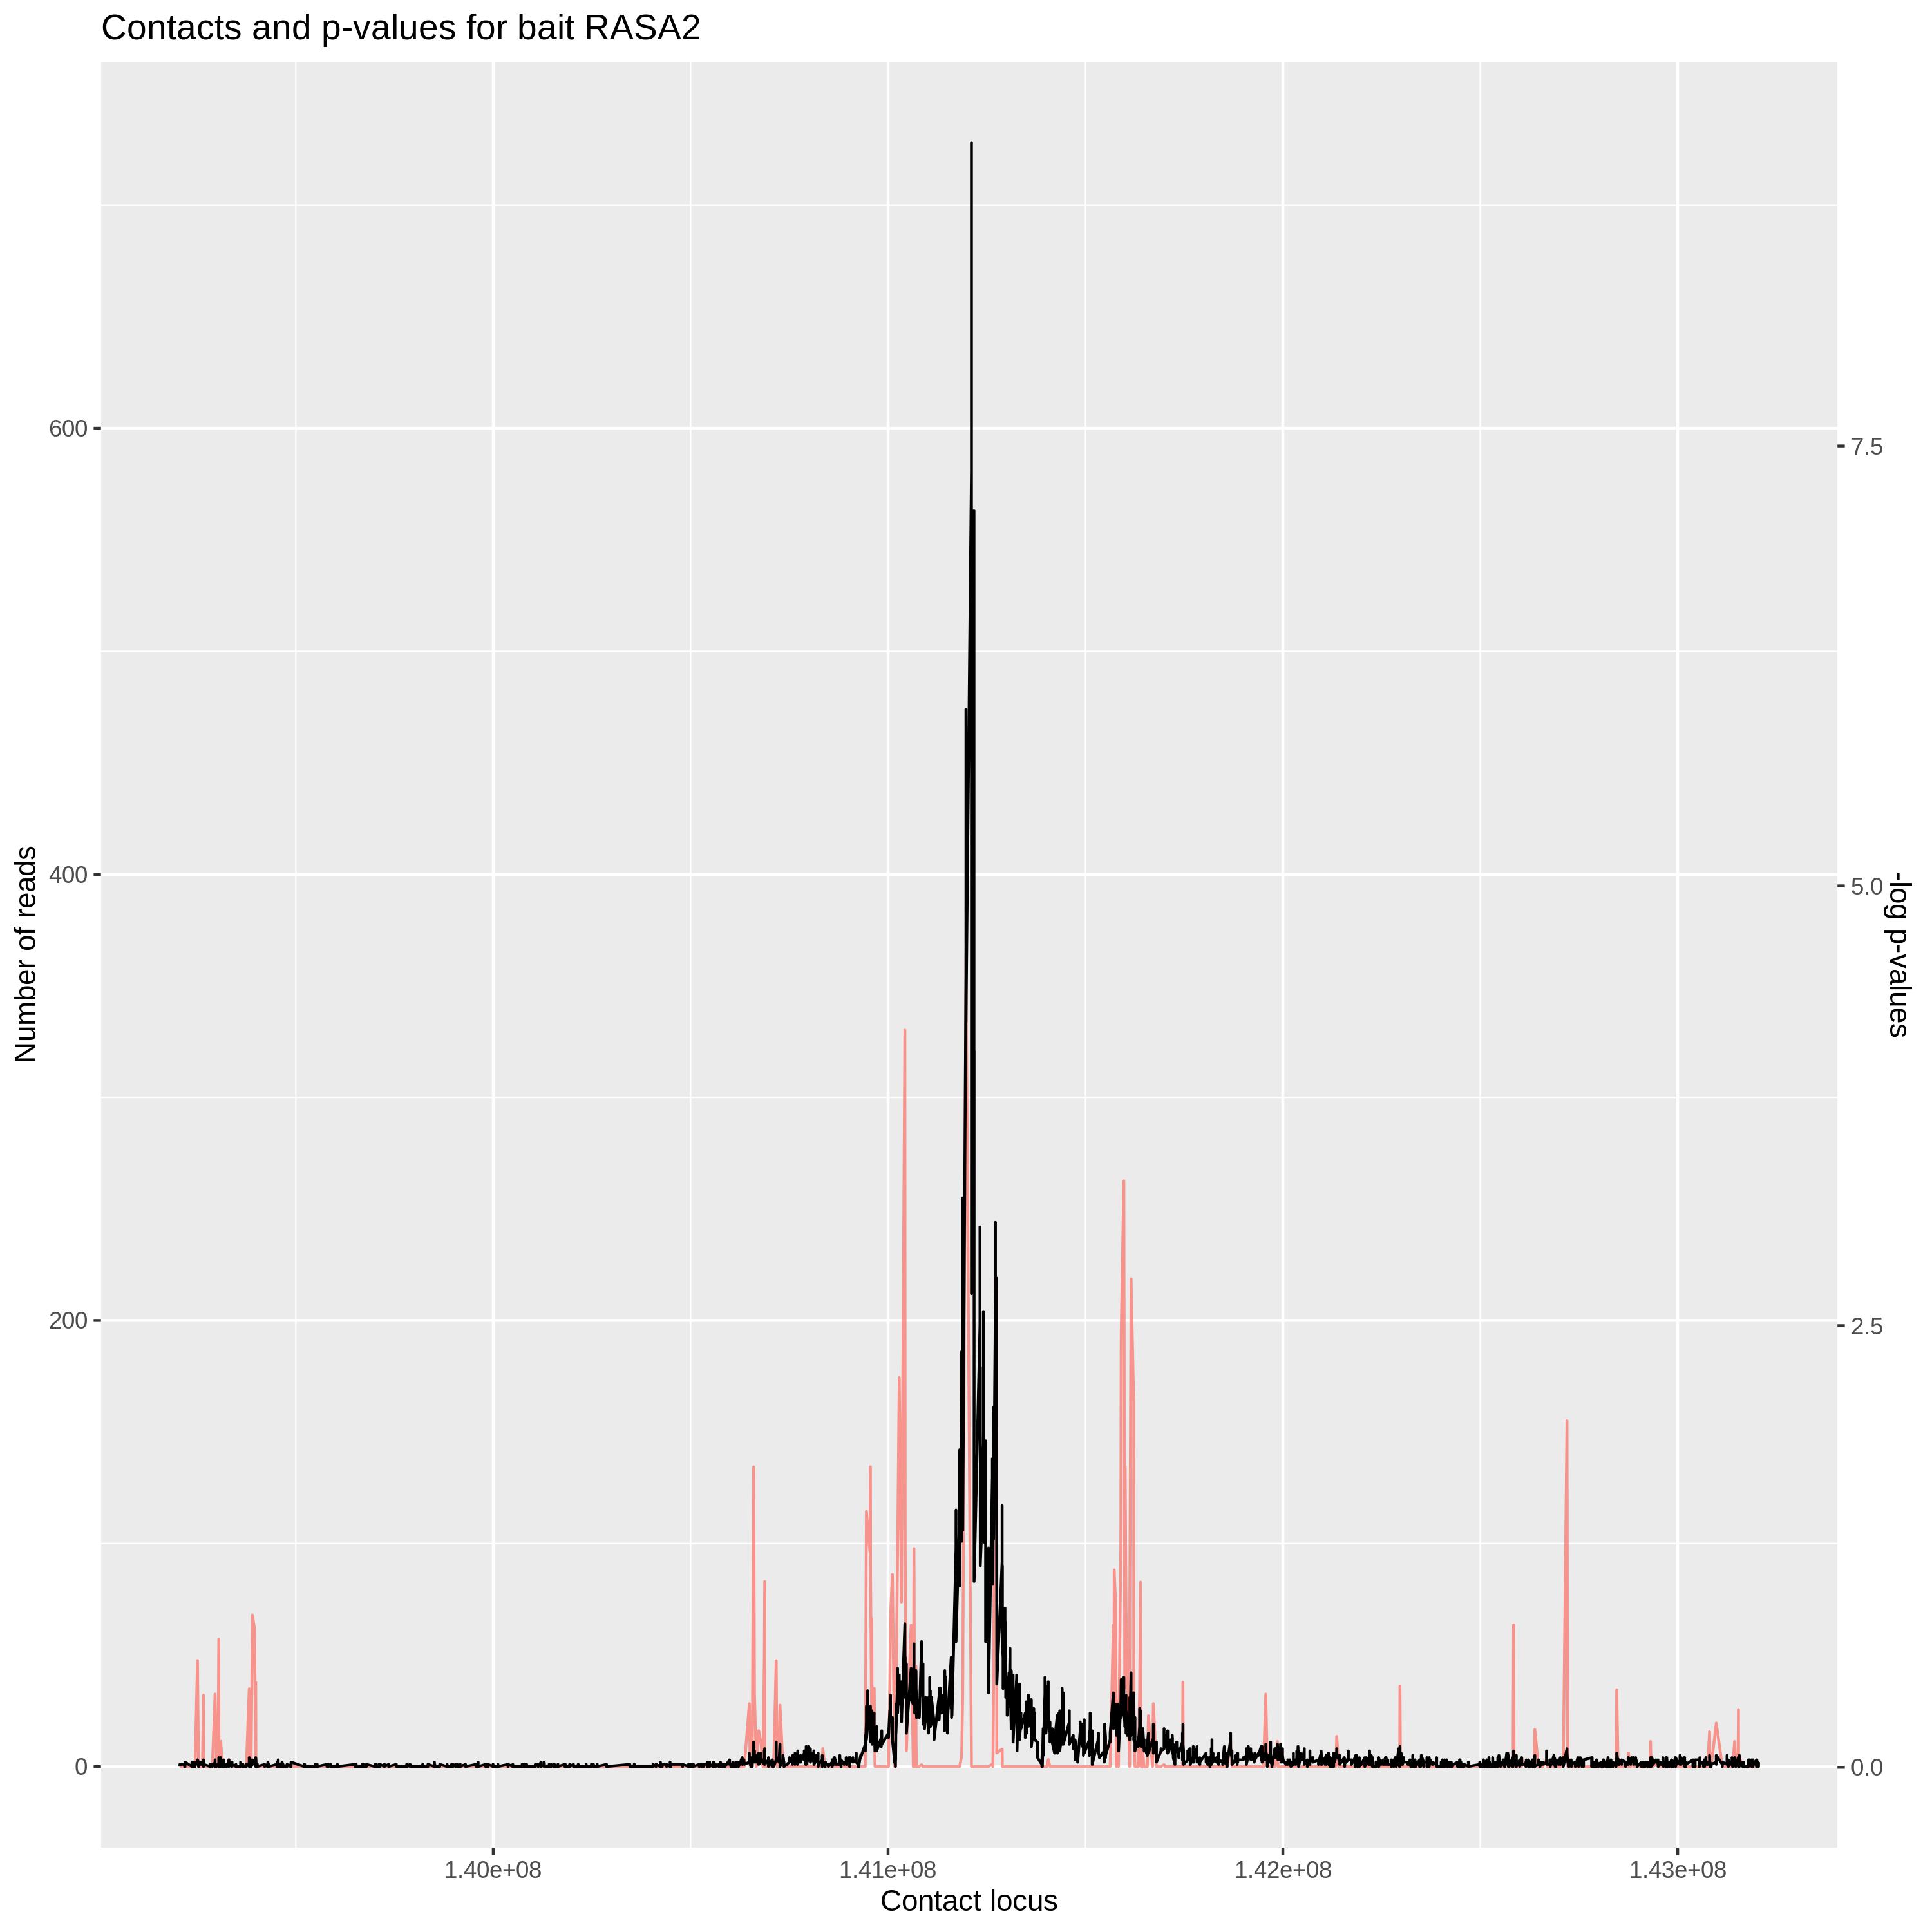 Contacts and p-values for bait RASA2
600
400
200
0
Number of reads
7.5
5.0
2.5
0.0
-log p-values
1.40e+08
1.41e+08
1.42e+08
1.43e+08
Contact locus